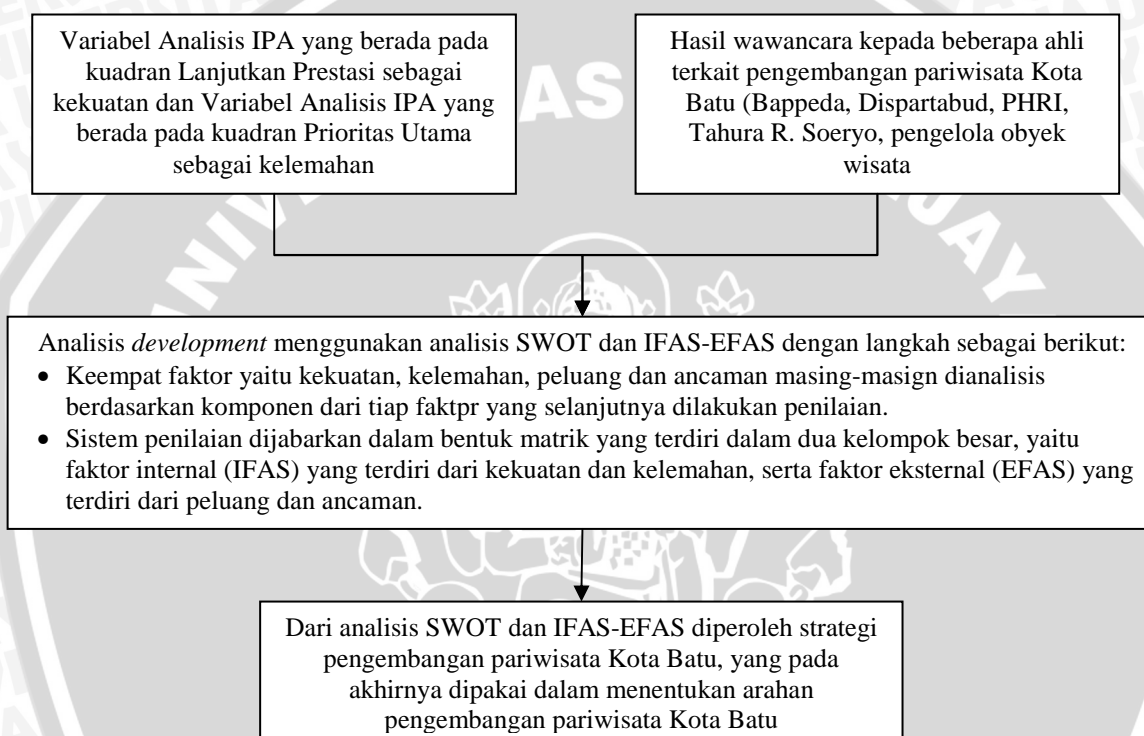 Variabel Analisis IPA yang berada pada
kuadran Lanjutkan Prestasi sebagai
kekuatan dan Variabel Analisis IPA yang
berada pada kuadran Prioritas Utama
sebagai kelemahan
Hasil wawancara kepada beberapa ahli
terkait pengembangan pariwisata Kota
Batu (Bappeda, Dispartabud, PHRI,
Tahura R. Soeryo, pengelola obyek
wisata
Analisis development menggunakan analisis SWOT dan IFAS-EFAS dengan langkah sebagai berikut:
• Keempat faktor yaitu kekuatan, kelemahan, peluang dan ancaman masing-masign dianalisis
berdasarkan komponen dari tiap faktpr yang selanjutnya dilakukan penilaian.
• Sistem penilaian dijabarkan dalam bentuk matrik yang terdiri dalam dua kelompok besar, yaitu
faktor internal (IFAS) yang terdiri dari kekuatan dan kelemahan, serta faktor eksternal (EFAS) yang
terdiri dari peluang dan ancaman.
Dari analisis SWOT dan IFAS-EFAS diperoleh strategi
pengembangan pariwisata Kota Batu, yang pada
akhirnya dipakai dalam menentukan arahan
pengembangan pariwisata Kota Batu